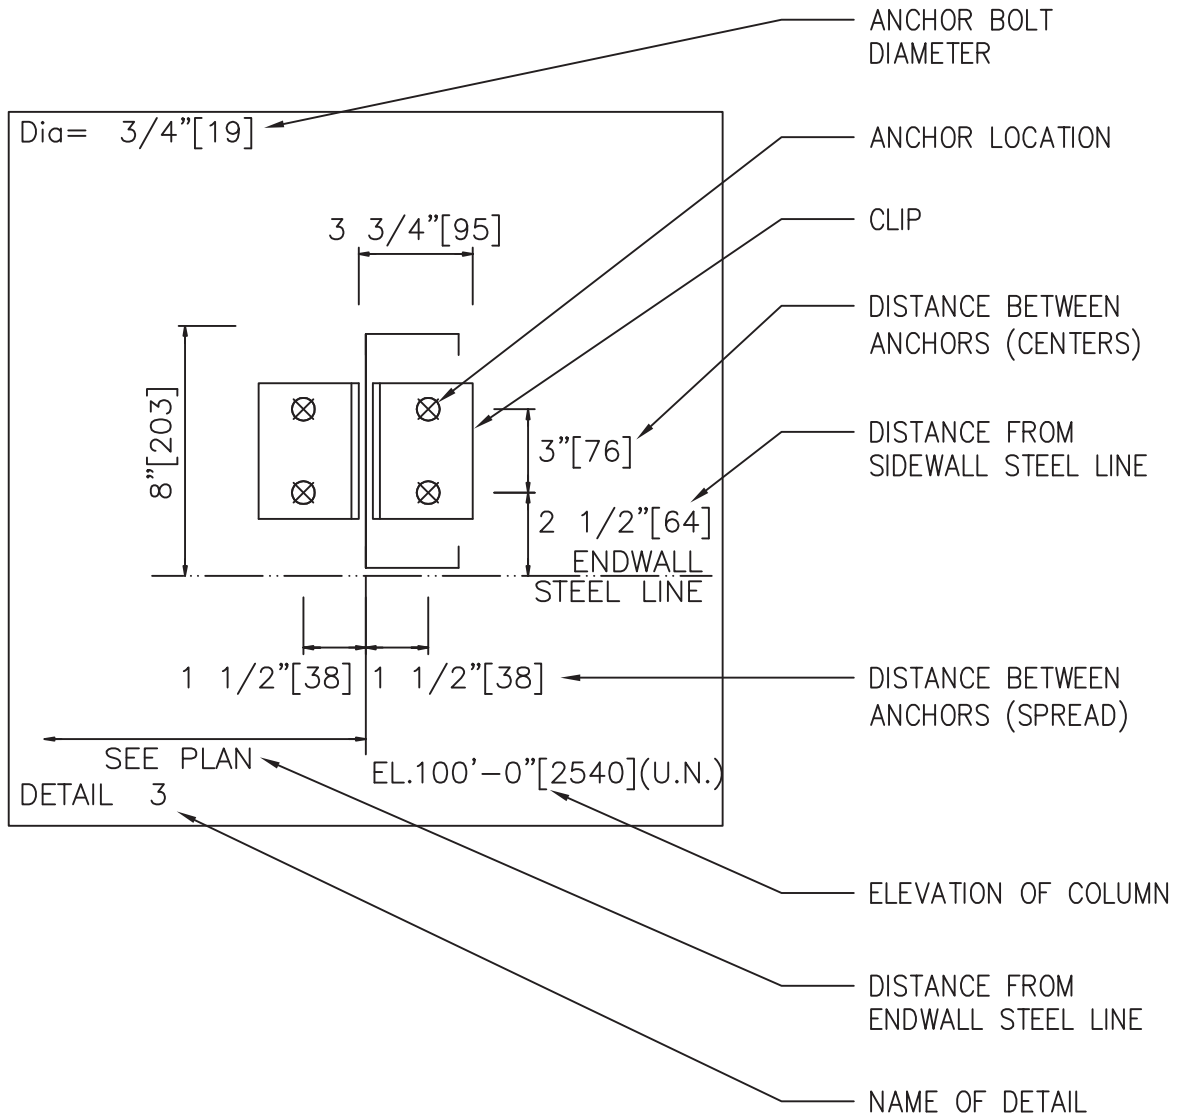 ANCHOR BOLT
DIAMETER
Dia= 3/4"[19]
ANCHOR LOCATION
CLIP
3 3/4"[95]
DISTANCE BETWEEN
ANCHORS (CENTERS)
8"[203]
3"[76]
DISTANCE FROM
SIDEWALL STEEL LINE
2 1/2"[64]
ENDWALL
STEEL LINE
1 1/2"[38]
1 1/2"[38]
DISTANCE BETWEEN
ANCHORS (SPREAD)
SEE PLAN
EL.100'-0"[2540](U.N.)
DETAIL 3
ELEVATION OF COLUMN
DISTANCE FROM
ENDWALL STEEL LINE
NAME OF DETAIL